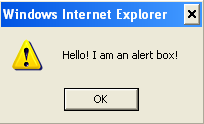 Windows Internet Explorer
Hello! I am an alert box!
OK